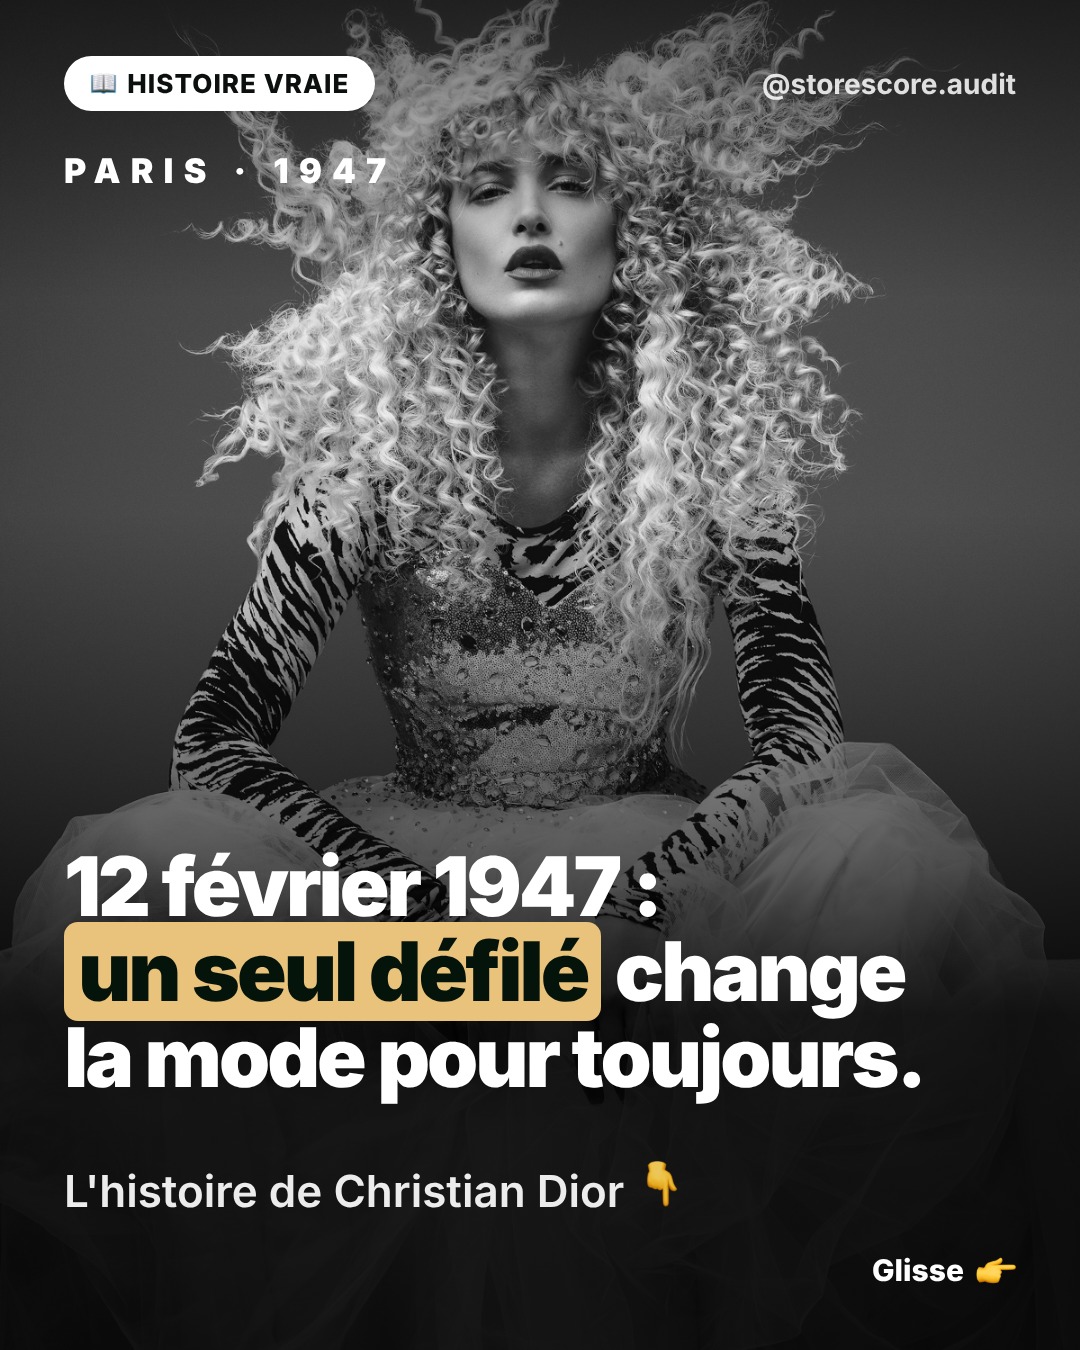 📖 HISTOIRE VRAIE
@storescore.audit
PARIS · 1947
12 février 1947 :
un seul défilé change
la mode pour toujours.
L'histoire de Christian Dior 👇
Glisse 👉